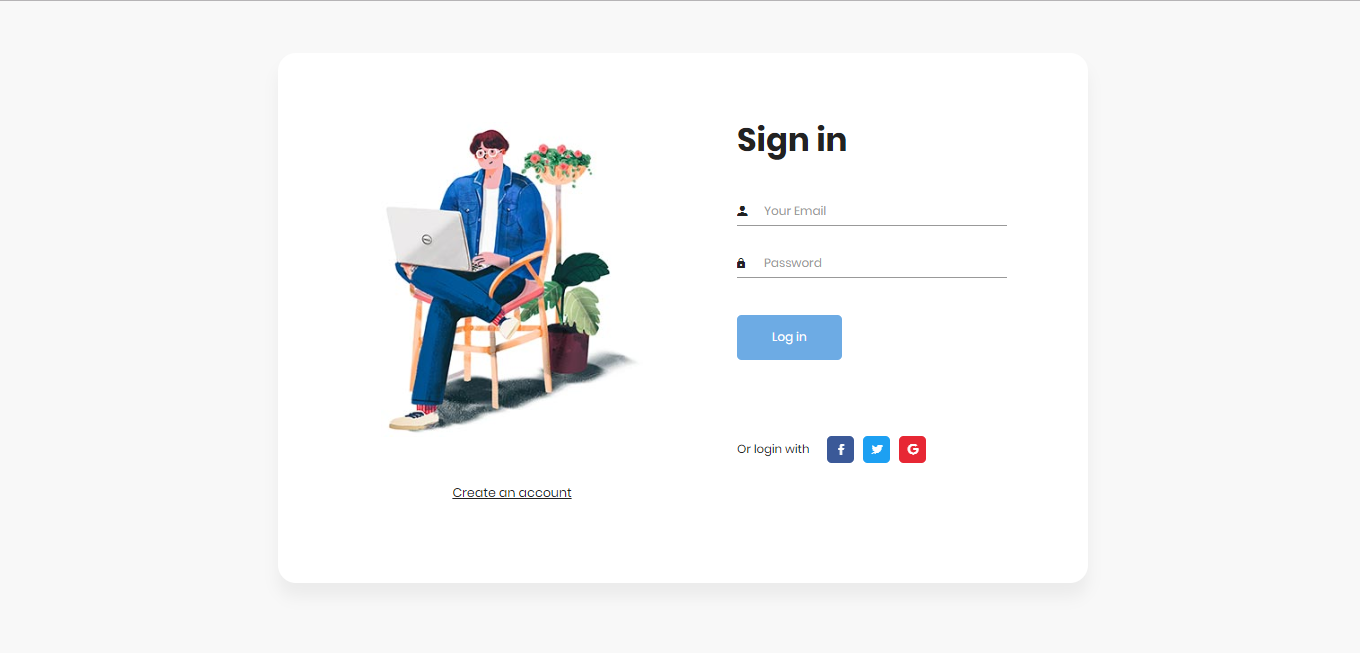 Sign in
Your Email
Password
Log in
Or login with
Create an account